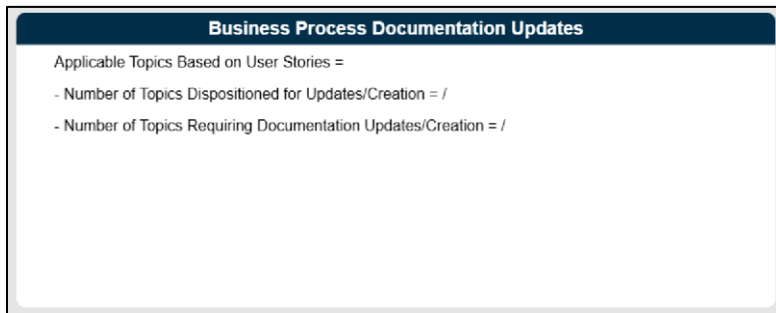 Business Process Documentation Updates
Applicable Topics Based on User Stories =
- Number of Topics Dispositioned for Updates/Creation = /
- Number of Topics Requiring Documentation Updates/Creation = /